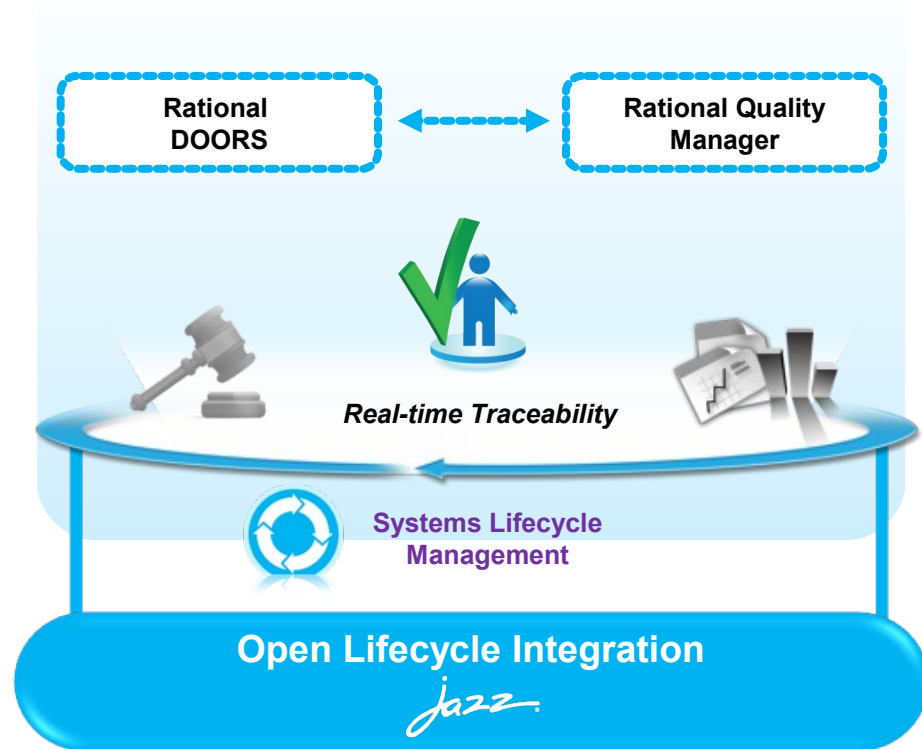 Rational
DOORS
Rational Quality
Manager
Real-time Traceability
Systems Lifecycle
Management
Open Lifecycle Integration
jazz